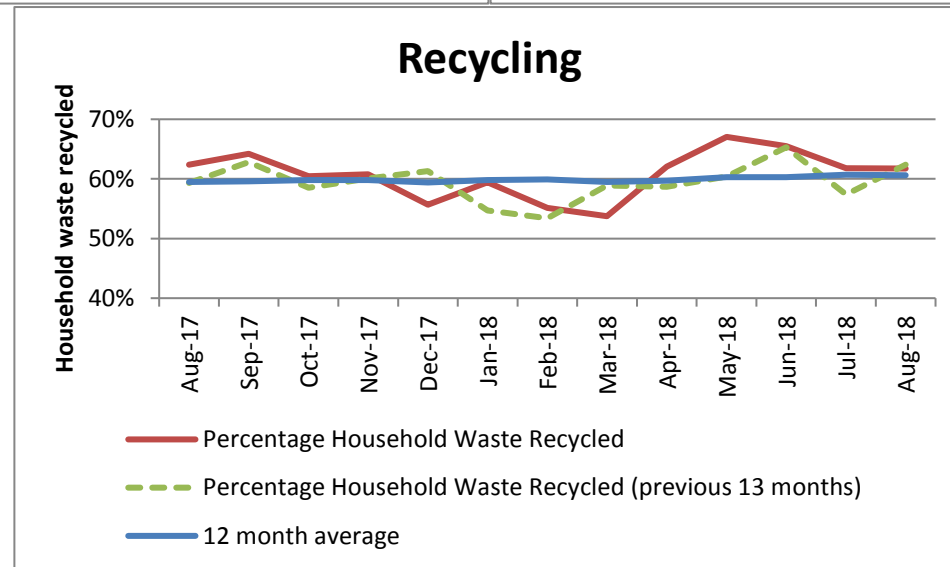 Recycling
Household waste recycled
70%
60%
50%
40%
Aug-17
Sep-17
Oct-17
Nov-17
Dec-17
Jan-18
Feb-18
Mar-18
Apr-18
May-18
Jun-18
Jul-18
Aug-18
Percentage Household Waste Recycled
Percentage Household Waste Recycled (previous 13 months)
12 month average